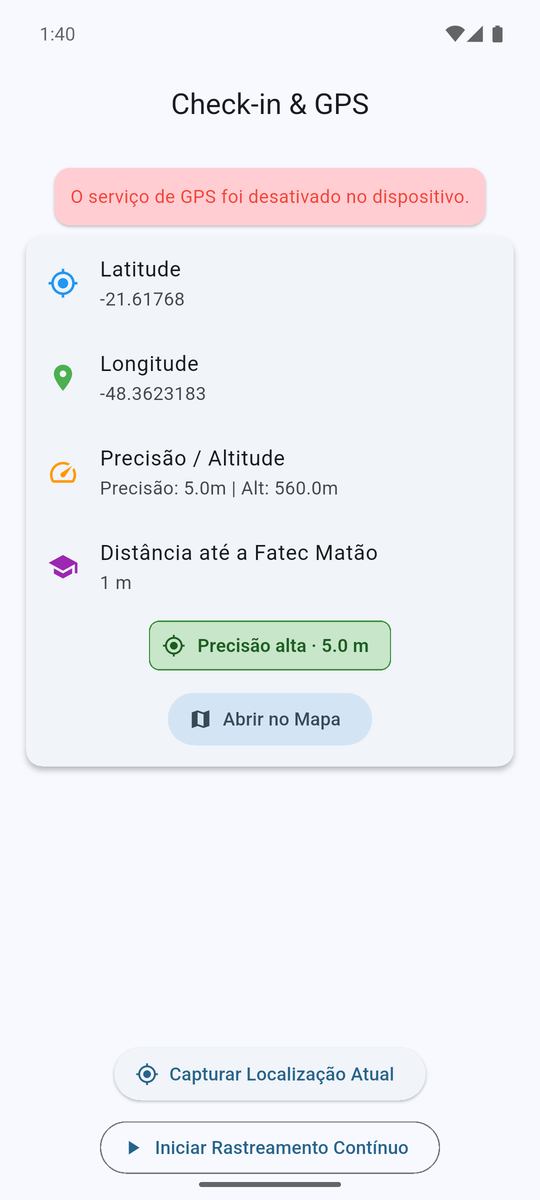 1:40
Check-in & GPS
O serviço de GPS foi desativado no dispositivo.
Latitude
-21.61768
Longitude
-48.3623183
Precisão / Altitude
Precisão: 5.0m | Alt: 560.0m
Distância até a Fatec Matão
1 m
Precisão alta · 5.0 m
Abrir no Mapa
Capturar Localização Atual
Iniciar Rastreamento Contínuo